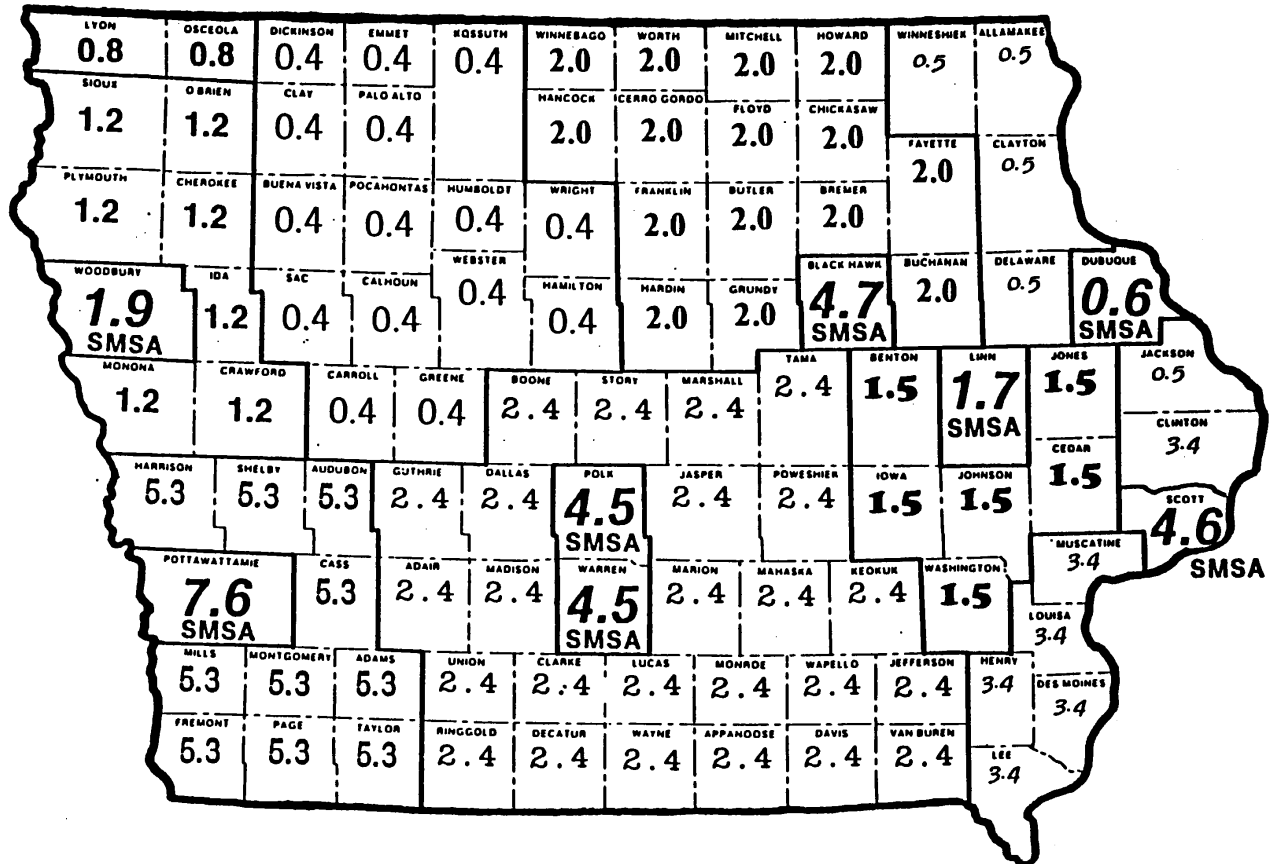 LYON OSCEOLA DICKINSON EMMET KOSSUTH WINNEBAGO WORTH MITCHELL HOWARD WINNESHIEK ALLAMAKEE
0.8 0.8 0.4 0.4 0.4 2.0 2.0 2.0 2.0 0.5 0.5
SIOUX O BRIEN CLAY PALO ALTO HANCOCK CERRO GORDO FLOYD CHICKASAW
1.2 1.2 0.4 0.4 2.0 2.0 2.0 2.0
FAYETTE CLAYTON
2.0 0.5
PLYMOUTH CHEROKEE BUENA VISTA POCAHONTAS HUMBOLDT WRIGHT FRANKLIN BUTLER BREMER
1.2 1.2 0.4 0.4 0.4 0.4 2.0 2.0 2.0
WOODBURY IDA SAC CALHOUN WEBSTER HAMILTON HARDIN GRUNDY BLACK HAWK BUCHANAN DELAWARE DUBUQUE
1.9 1.2 0.4 0.4 0.4 0.4 2.0 2.0 4.7 2.0 0.5 0.6
SMSA SMSA SMSA
MONONA CRAWFORD CARROLL GREENE BOONE STORY MARSHALL TAMA BENTON LINN JONES JACKSON
1.2 1.2 0.4 0.4 2.4 2.4 2.4 2.4 1.5 1.7 1.5 0.5
SMSA
CLINTON
3.4
CEDAR
1.5
HARRISON SHELBY AUDUBON GUTHRIE DALLAS POLK JASPER POWESHIEK IOWA JOHNSON SCOTT
5.3 5.3 5.3 2.4 2.4 4.5 2.4 2.4 1.5 1.5 4.6
SMSA SMSA
POTTAWATTAMIE CASS ADAIR MADISON WARREN MARION MAHASKA KEOKUK WASHINGTON MUSCATINE
7.6 5.3 2.4 2.4 4.5 2.4 2.4 2.4 1.5 3.4
SMSA SMSA
LOUISA
3.4
MILLS MONTGOMERY ADAMS UNION CLARKE LUCAS MONROE WAPELLO JEFFERSON HENRY DES MOINES
5.3 5.3 5.3 2.4 2.4 2.4 2.4 2.4 2.4 3.4 3.4
FREMONT PAGE TAYLOR RINGGOLD DECATUR WAYNE APPANOOSE DAVIS VAN BUREN LEE
5.3 5.3 5.3 2.4 2.4 2.4 2.4 2.4 2.4 3.4